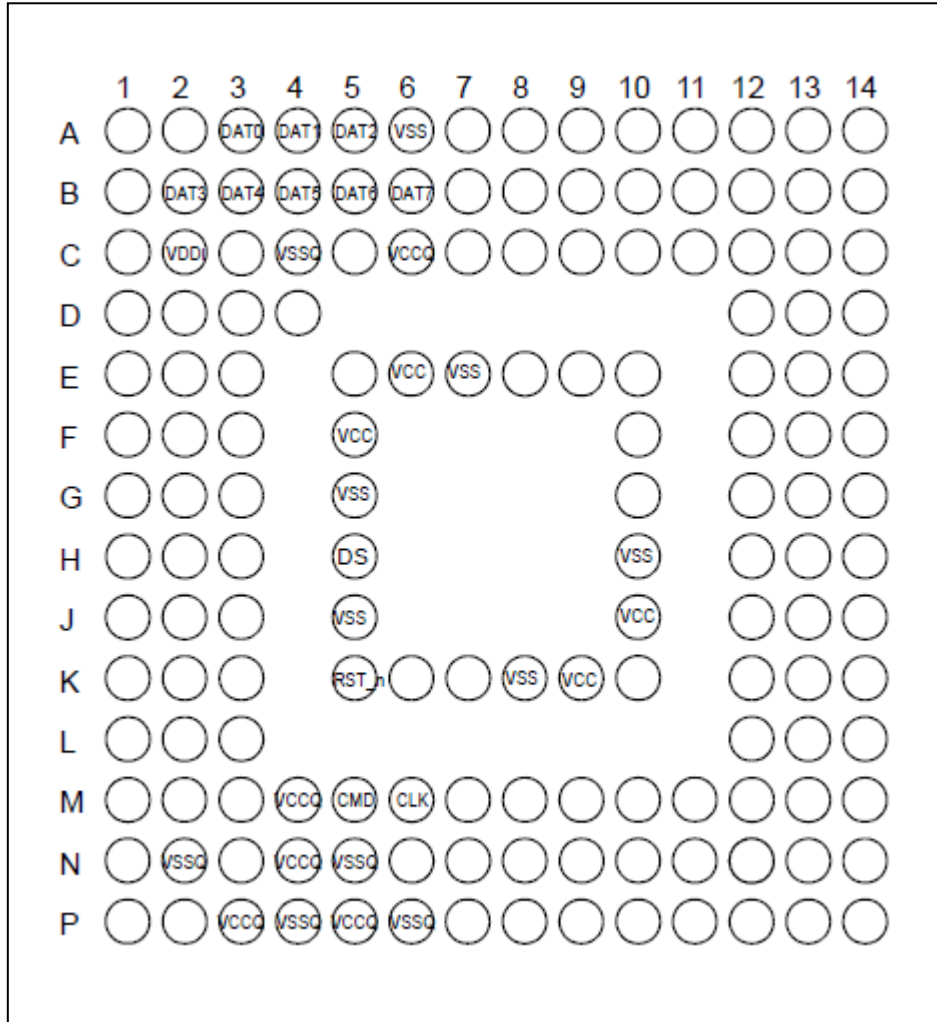 1 2 3 4 5 6 7 8 9 10 11 12 13 14
A DAT0 DAT1 DAT2 VSS
B DAT3 DAT4 DAT5 DAT6 DAT7
C VDDI VSSQ VCCQ
D
E VCC VSS
F VCC
G VSS
H DS VSS
J VSS VCC
K RST_n VSS VCC
L
M VCCQ CMD CLK
N VSSQ VCCQ VSSQ
P VCCQ VSSQ VCCQ VSSQ